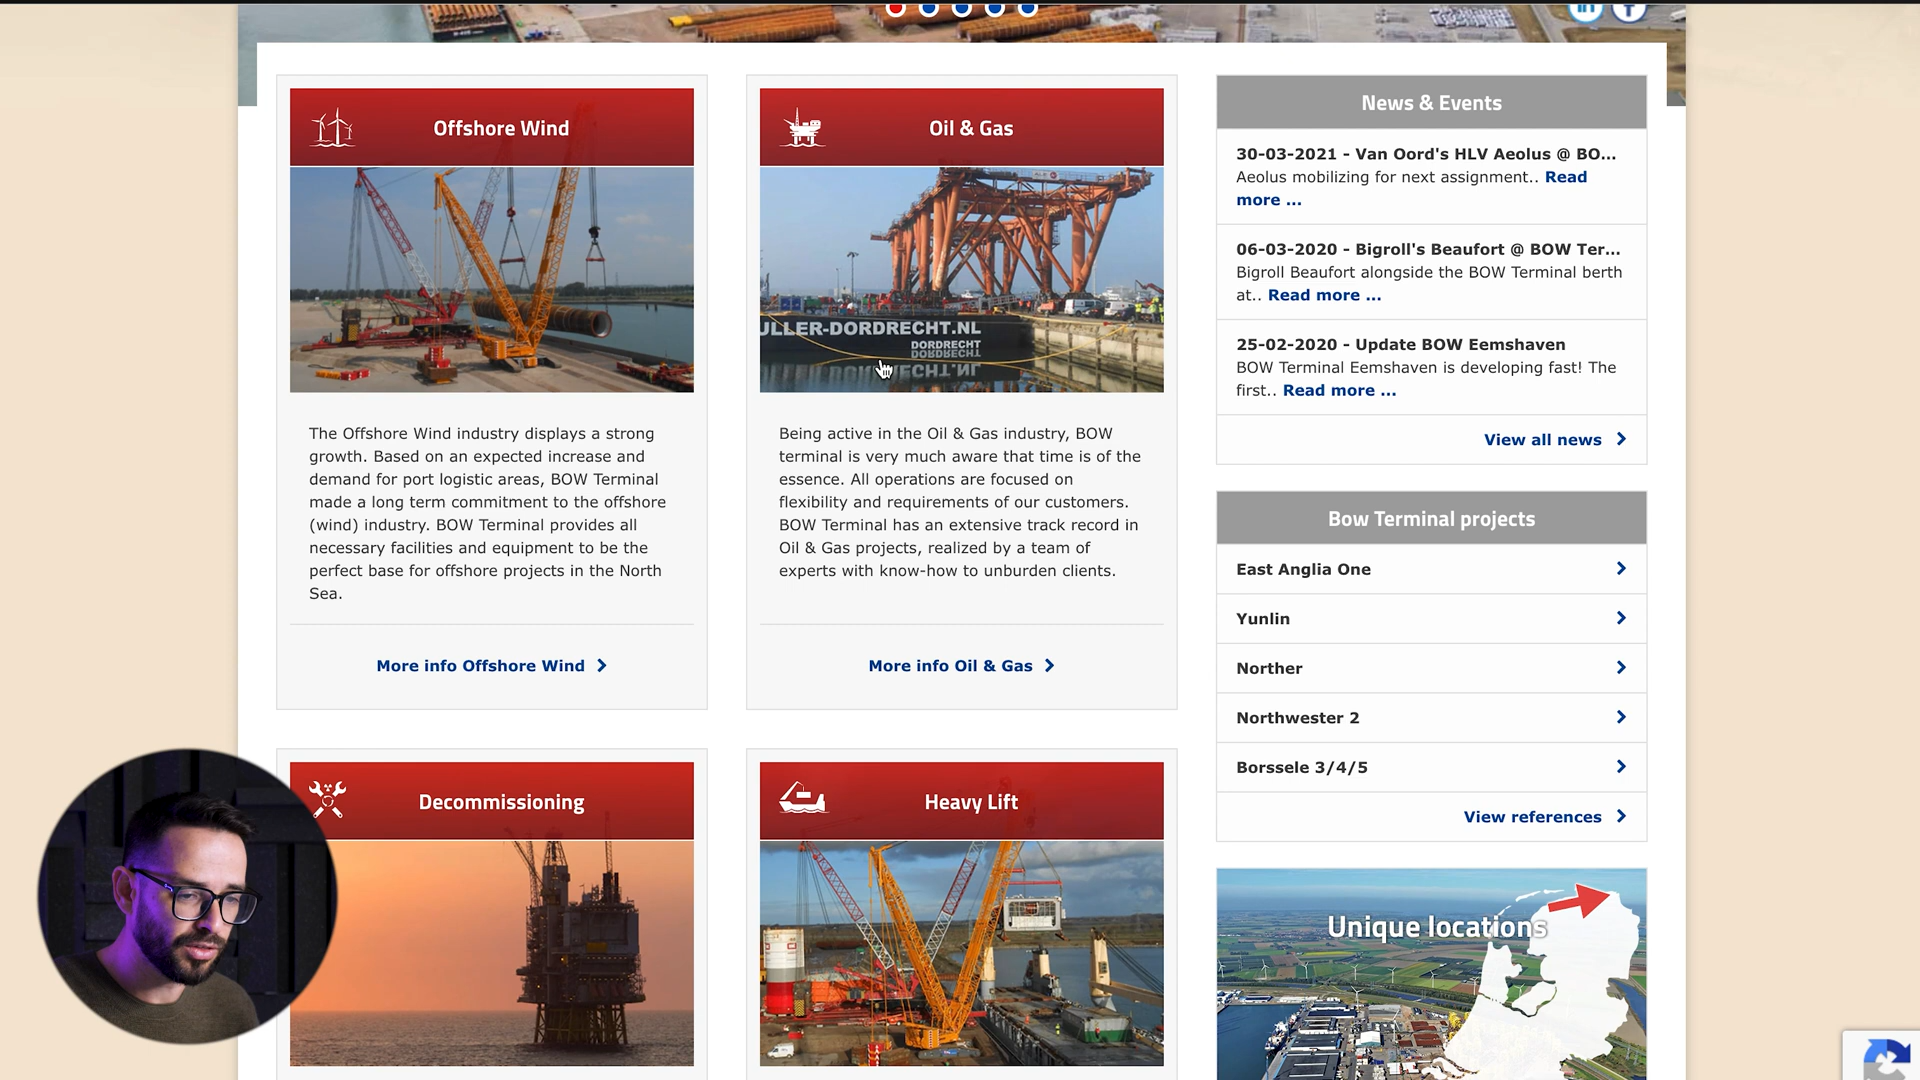 Offshore Wind
The Offshore Wind industry displays a strong
growth. Based on an expected increase and
demand for port logistic areas, BOW Terminal
made a long term commitment to the offshore
(wind) industry. BOW Terminal provides all
necessary facilities and equipment to be the
perfect base for offshore projects in the North
Sea.
More info Offshore Wind
Oil & Gas
ULLER-DORDRECHT.NL
DORDRECHT
Being active in the Oil & Gas industry, BOW
terminal is very much aware that time is of the
essence. All operations are focused on
flexibility and requirements of our customers.
BOW Terminal has an extensive track record in
Oil & Gas projects, realized by a team of
experts with know-how to unburden clients.
More info Oil & Gas
Decommissioning
Heavy Lift
News & Events
30-03-2021 - Van Oord's HLV Aeolus @ BO...
Aeolus mobilizing for next assignment.. Read
more ...
06-03-2020 - Bigroll's Beaufort @ BOW Ter...
Bigroll Beaufort alongside the BOW Terminal berth
at.. Read more ...
25-02-2020 - Update BOW Eemshaven
BOW Terminal Eemshaven is developing fast! The
first.. Read more ...
View all news
Bow Terminal projects
East Anglia One
Yunlin
Norther
Northwester 2
Borssele 3/4/5
View references
Unique locations